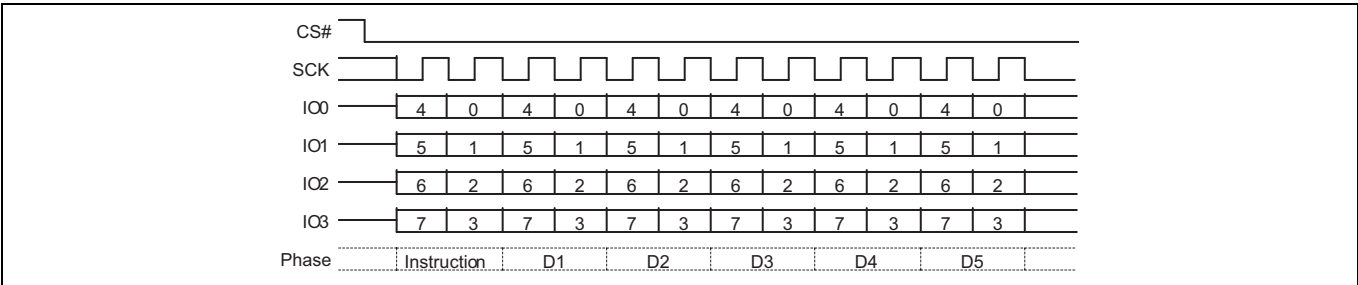 CS#
SCK
IO0 4 0 4 0 4 0 4 0 4 0 4 0
IO1 5 1 5 1 5 1 5 1 5 1 5 1
IO2 6 2 6 2 6 2 6 2 6 2 6 2
IO3 7 3 7 3 7 3 7 3 7 3 7 3
Phase Instruction D1 D2 D3 D4 D5